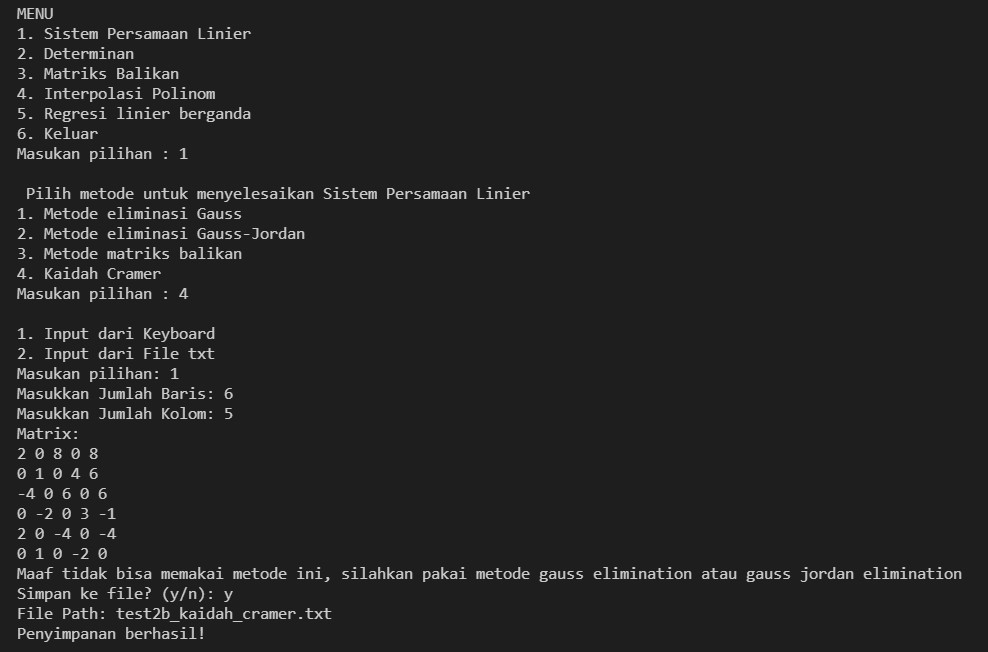 MENU
1. Sistem Persamaan Linier
2. Determinan
3. Matriks Balikan
4. Interpolasi Polinom
5. Regresi linier berganda
6. Keluar
Masukan pilihan : 1
Pilih metode untuk menyelesaikan Sistem Persamaan Linier
1. Metode eliminasi Gauss
2. Metode eliminasi Gauss-Jordan
3. Metode matriks balikan
4. Kaidah Cramer
Masukan pilihan : 4
1. Input dari Keyboard
2. Input dari File txt
Masukan pilihan: 1
Masukkan Jumlah Baris: 6
Masukkan Jumlah Kolom: 5
Matrix:
2 0 8 0 8
0 1 0 4 6
-4 0 6 0 6
0 -2 0 3 -1
2 0 -4 0 -4
0 1 0 -2 0
Maaf tidak bisa memakai metode ini, silahkan pakai metode gauss elimination atau gauss jordan elimination
Simpan ke file? (y/n): y
File Path: test2b_kaidah_cramer.txt
Penyimpanan berhasil!